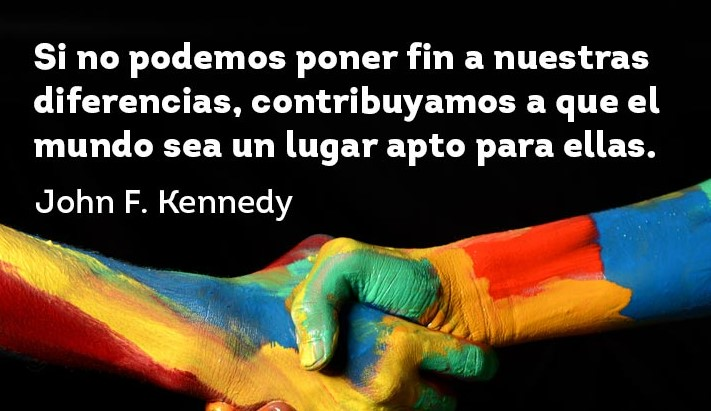 Si no podemos poner fin a nuestras
diferencias, contribuyamos a que el
mundo sea un lugar apto para ellas.
John F. Kennedy